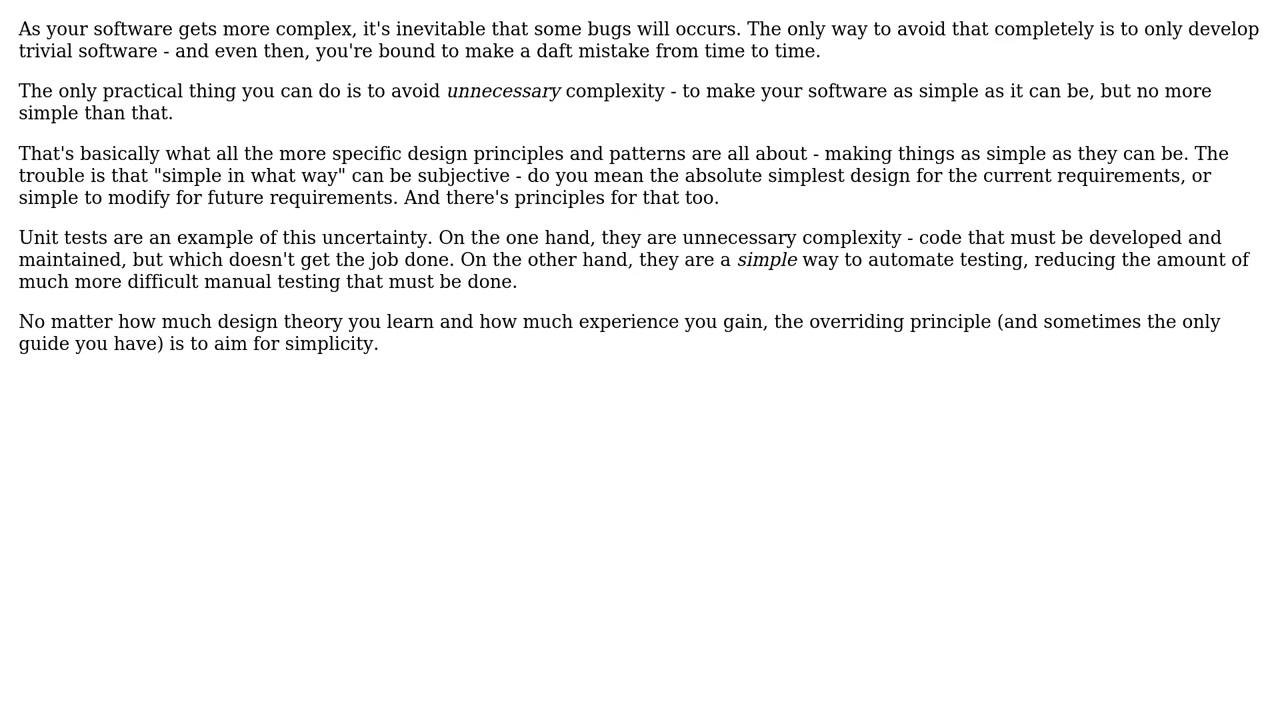 As your software gets more complex, it's inevitable that some bugs will occurs. The only way to avoid that completely is to only develop
trivial software - and even then, you're bound to make a daft mistake from time to time.
The only practical thing you can do is to avoid unnecessary complexity - to make your software as simple as it can be, but no more
simple than that.
That's basically what all the more specific design principles and patterns are all about - making things as simple as they can be. The
trouble is that "simple in what way" can be subjective - do you mean the absolute simplest design for the current requirements, or
simple to modify for future requirements. And there's principles for that too.
Unit tests are an example of this uncertainty. On the one hand, they are unnecessary complexity - code that must be developed and
maintained, but which doesn't get the job done. On the other hand, they are a simple way to automate testing, reducing the amount of
much more difficult manual testing that must be done.
No matter how much design theory you learn and how much experience you gain, the overriding principle (and sometimes the only
guide you have) is to aim for simplicity.